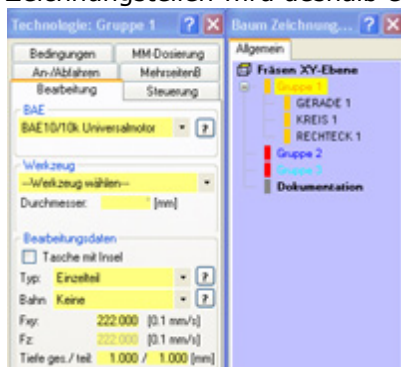 Technologie: Gruppe 1
Bedingungen MM-Dosierung
An-/Abfahren MehrseitenB
Bearbeitung Steuerung
BAE
BAE10/10k Universalmotor ?
Werkzeug
--Werkzeug wählen--
Durchmesser: * [mm]
Bearbeitungsdaten
Tasche mit Insel
Typ: Einzelteil ?
Bahn Keine ?
Fxy: 222.000 [0.1 mm/s]
Fz: 222.000 [0.1 mm/s]
Tiefe ges./ teil: 1.000 / 1.000 [mm]
Baum Zeichnung...
Allgemein
Fräsen XY-Ebene
Gruppe 1
GERADE 1
KREIS 1
RECHTECK 1
Gruppe 2
Gruppe 3
Dokumentation